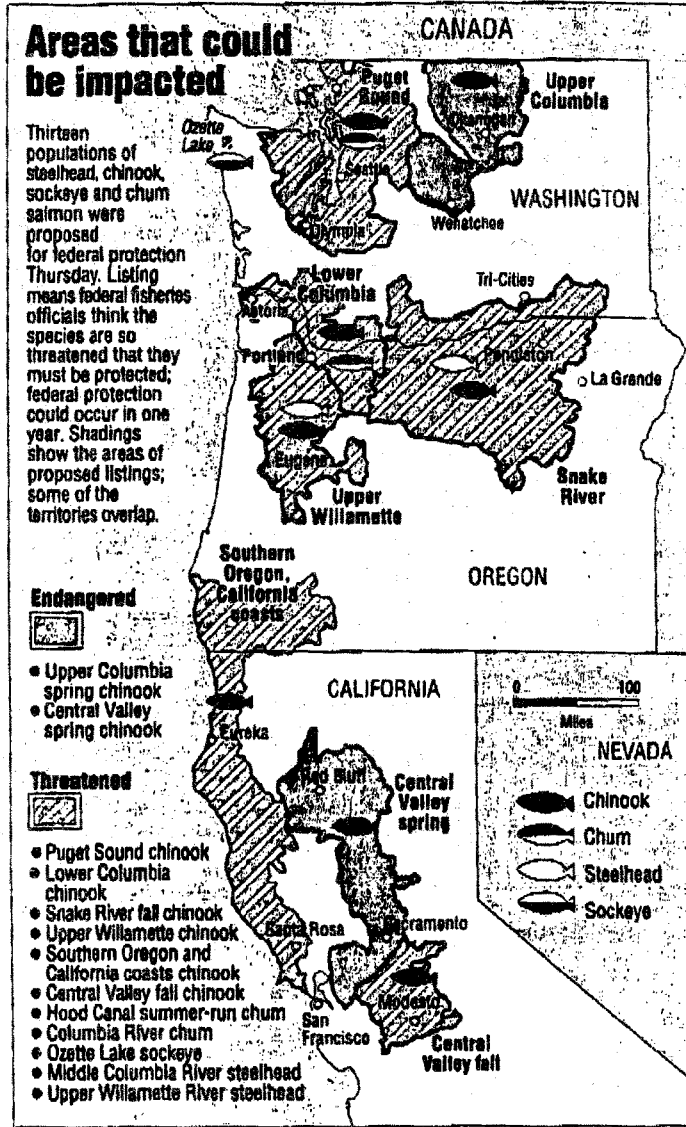 Areas that could
be impacted
Thirteen
populations of
steelhead, chinook,
sockeye and chum
salmon were
proposed
for federal protection
Thursday. Listing
means federal fisheries
officials think the
species are so
threatened that they
must be protected;
federal protection
could occur in one
year. Shadings
show the areas of
proposed listings;
some of the
territories overlap.
CANADA
Puget
Sound
Upper
Columbia
Okanogan
Ozette
Lake
Seattle
WASHINGTON
Wenatchee
Olympia
Lower
Columbia
Tri-Cities
Astoria
Portland
Pendleton
La Grande
Eugene
Upper
Willamette
Snake
River
Southern
Oregon,
California
coasts
OREGON
Endangered
• Upper Columbia
spring chinook
• Central Valley
spring chinook
CALIFORNIA
0 100
Miles
NEVADA
Eureka
Red Bluff
Central
Valley
spring
Chinook
Chum
Steelhead
Sockeye
Threatened
• Puget Sound chinook
• Lower Columbia
chinook
• Snake River fall chinook
• Upper Willamette chinook
• Southern Oregon and
California coasts chinook
• Central Valley fall chinook
• Hood Canal summer-run chum
• Columbia River chum
• Ozette Lake sockeye
• Middle Columbia River steelhead
• Upper Willamette River steelhead
Santa Rosa
Sacramento
San
Francisco
Modesto
Central
Valley fall